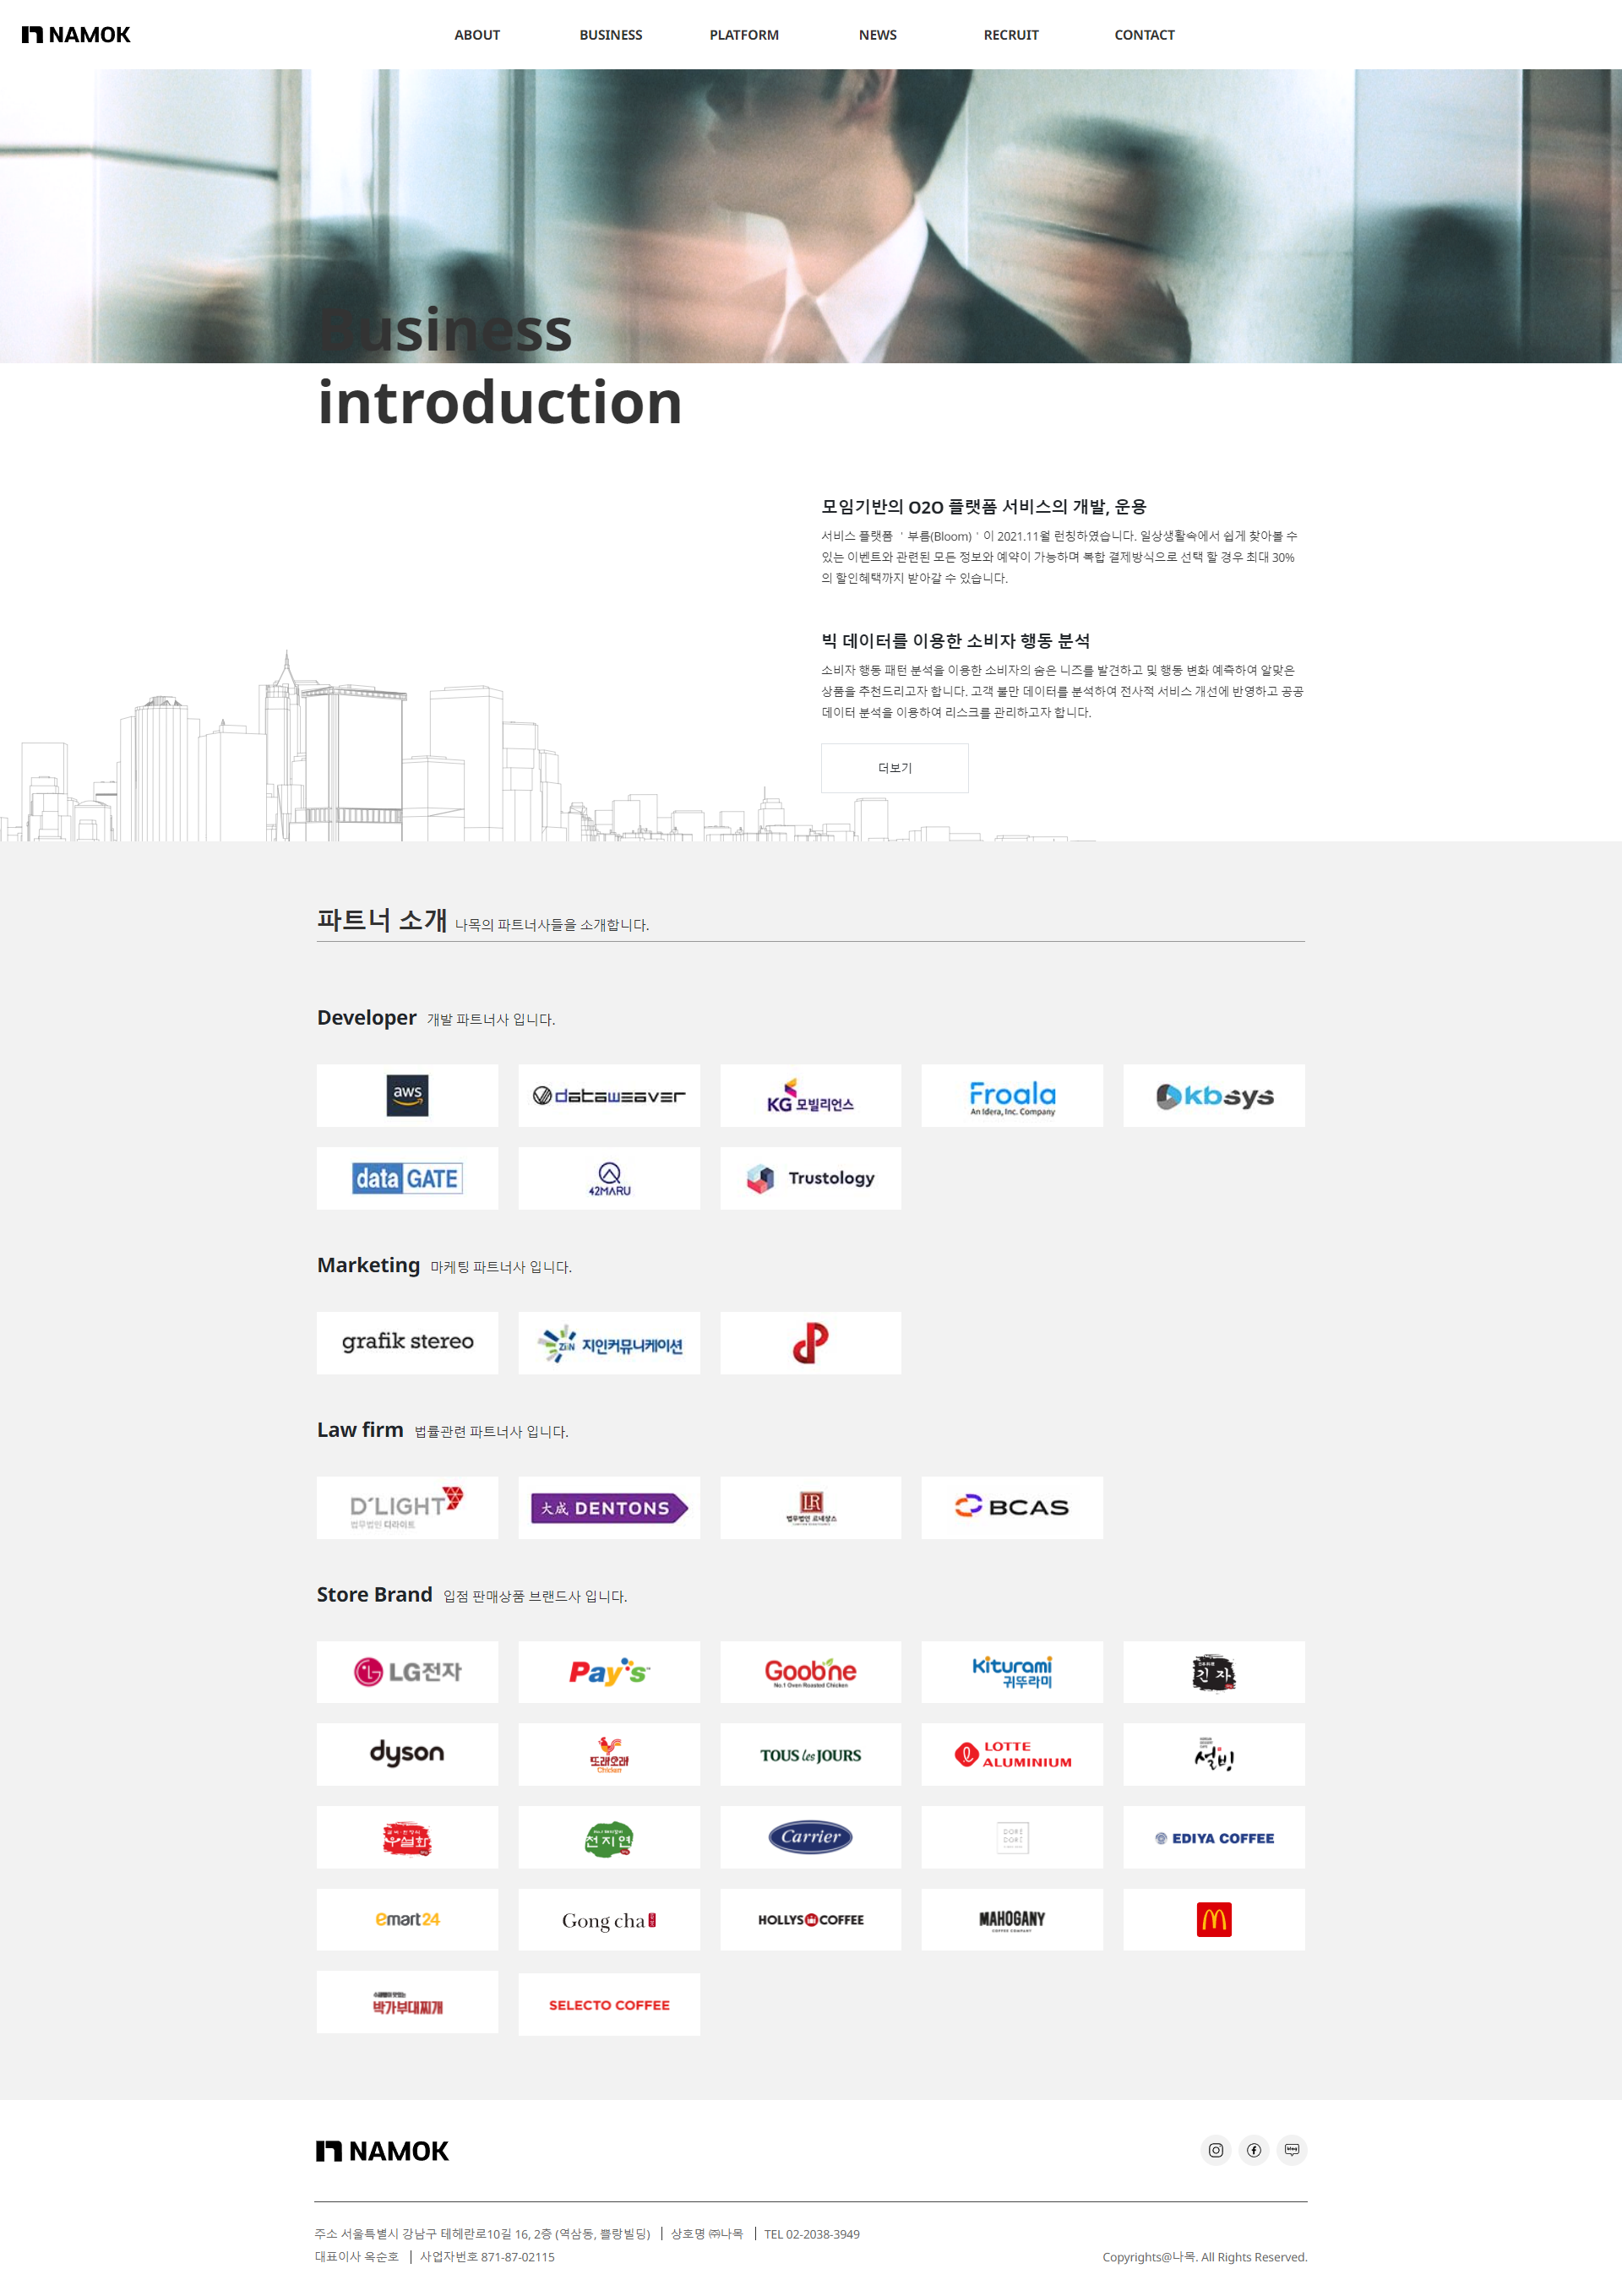 NAMOK
ABOUT BUSINESS PLATFORM NEWS RECRUIT CONTACT
Business
introduction
모임기반의 O2O 플랫폼 서비스의 개발, 운용
서비스 플랫폼 ' 부름(Bloom) ' 이 2021.11월 런칭하였습니다. 일상생활속에서 쉽게 찾아볼 수
있는 이벤트와 관련된 모든 정보와 예약이 가능하며 복합 결제방식으로 선택 할 경우 최대 30%
의 할인혜택까지 받아갈 수 있습니다.
빅 데이터를 이용한 소비자 행동 분석
소비자 행동 패턴 분석을 이용한 소비자의 숨은 니즈를 발견하고 및 행동 변화 예측하여 알맞은
상품을 추천드리고자 합니다. 고객 불만 데이터를 분석하여 전사적 서비스 개선에 반영하고 공공
데이터 분석을 이용하여 리스크를 관리하고자 합니다.
더보기
파트너 소개 나목의 파트너사들을 소개합니다.
Developer 개발 파트너사 입니다.
aws dataweaver KG 모빌리언스 Froala kbsys
An Idera, Inc. Company
data GATE 42MARU Trustology
Marketing 마케팅 파트너사 입니다.
grafik stereo ZIIN 지인커뮤니케이션
Law firm 법률관련 파트너사 입니다.
D'LIGHT 大成 DENTONS LR BCAS
법무법인 디라이트 법무법인 르네상스
Store Brand 입점 판매상품 브랜드사 입니다.
LG전자 Pay's Goobne Kiturami 긴자
No.1 Oven Roasted Chicken 귀뚜라미
dyson 또래오래 TOUS les JOURS LOTTE ALUMINIUM 설빙
Chicken
우설화 천지연 Carrier DORE DORE EDIYA COFFEE
emart24 Gong cha HOLLYS COFFEE MAHOGANY
COFFEE COMPANY
박가부대찌개 SELECTO COFFEE
NAMOK
blog
주소 서울특별시 강남구 테헤란로10길 16, 2층 (역삼동, 쁠랑빌딩) | 상호명 ㈜나목 | TEL 02-2038-3949
대표이사 옥순호 | 사업자번호 871-87-02115 Copyrights@나목. All Rights Reserved.